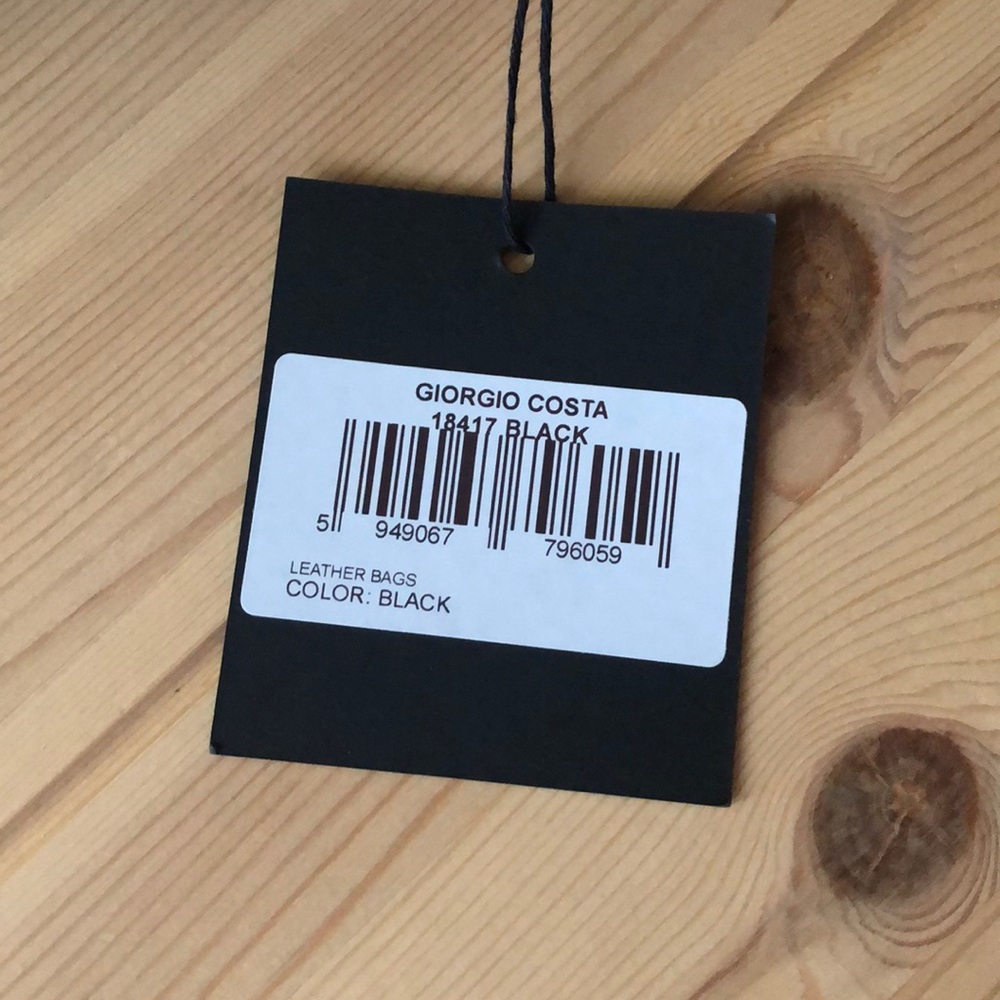 GIORGIO COSTA
18417 BLACK
5 949067 796059
LEATHER BAGS
COLOR: BLACK